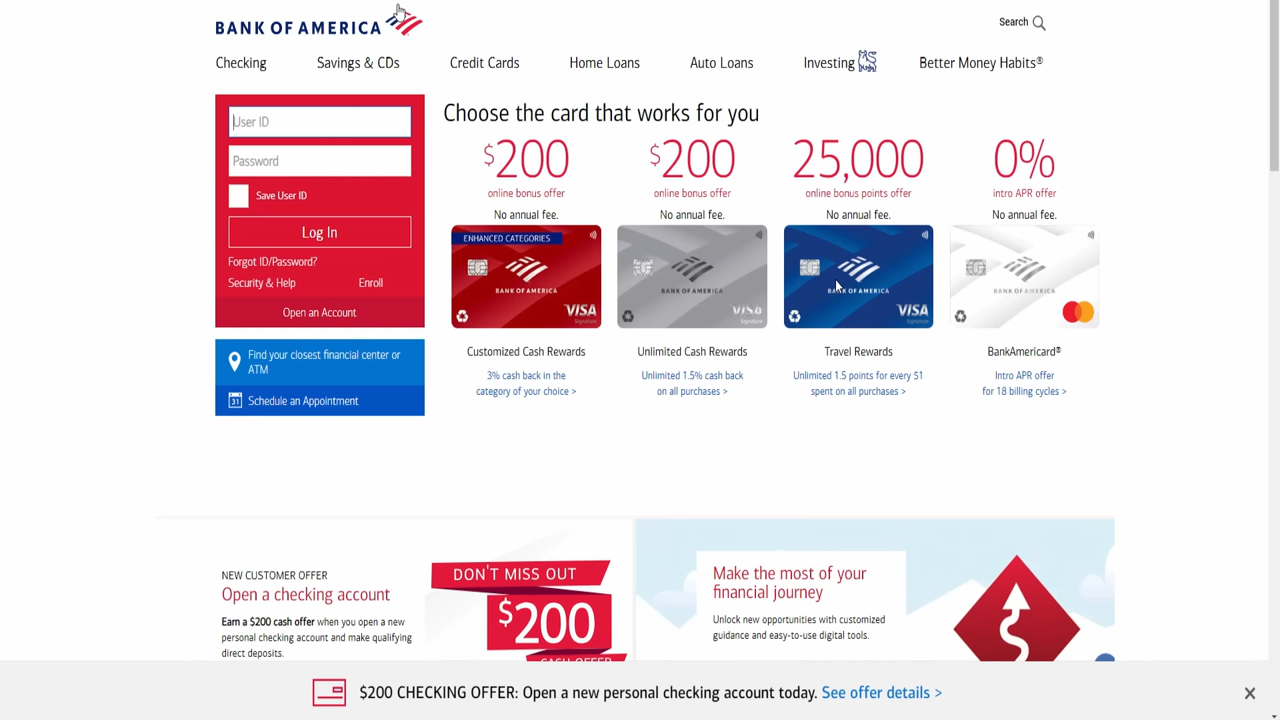 BANK OF AMERICA
Search
Checking
Savings & CDs
Credit Cards
Home Loans
Auto Loans
Investing
Better Money Habits®
User ID
Password
Save User ID
Log In
Forgot ID/Password?
Security & Help
Enroll
Open an Account
Find your closest financial center or
ATM
31
Schedule an Appointment
Choose the card that works for you
$200
online bonus offer
No annual fee.
ENHANCED CATEGORIES
BANK OF AMERICA
VISA
Signature
Customized Cash Rewards
3% cash back in the
category of your choice >
$200
online bonus offer
No annual fee.
BANK OF AMERICA
VISA
Signature
Unlimited Cash Rewards
Unlimited 1.5% cash back
on all purchases >
25,000
online bonus points offer
No annual fee.
BANK OF AMERICA
VISA
Signature
Travel Rewards
Unlimited 1.5 points for every $1
spent on all purchases >
0%
intro APR offer
No annual fee.
BANK OF AMERICA
BankAmericard®
Intro APR offer
for 18 billing cycles >
NEW CUSTOMER OFFER
Open a checking account
Earn a $200 cash offer when you open a new
personal checking account and make qualifying
direct deposits.
DON'T MISS OUT
$200
CASH OFFER
Make the most of your
financial journey
Unlock new opportunities with customized
guidance and easy-to-use digital tools.
$200 CHECKING OFFER: Open a new personal checking account today. See offer details >